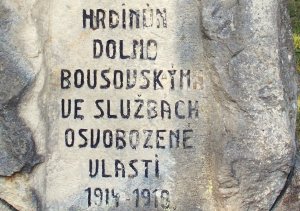 HRDINŮM
DOLNO
BOUSOVSKÝM
VE SLUŽBÁCH
OSVOBOZENÉ
VLASTI
1914-1918